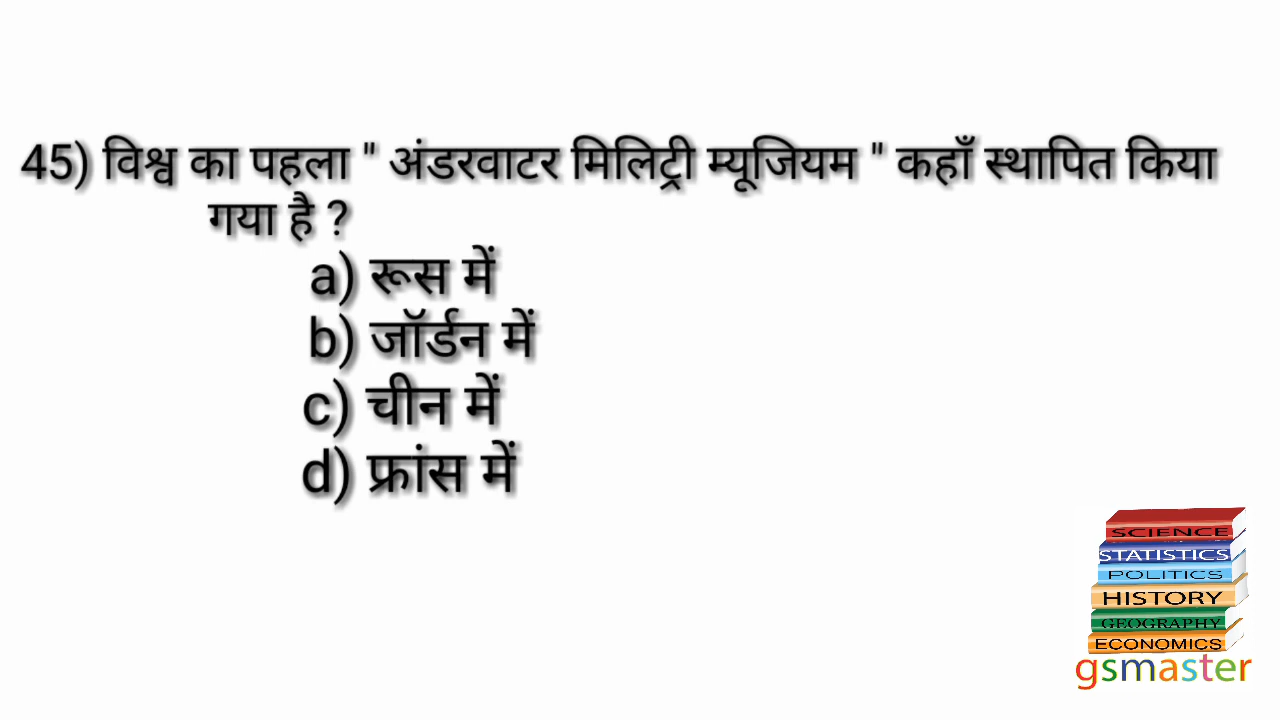 45) विश्व का पहला " अंडरवाटर मिलिट्री म्यूजियम " कहाँ स्थापित किया
गया है ?
a) रूस में
b) जॉर्डन में
c) चीन में
d) फ्रांस में
SCIENCE
STATISTICS
POLITICS
HISTORY
GEOGRAPHY
ECONOMICS
gsmaster